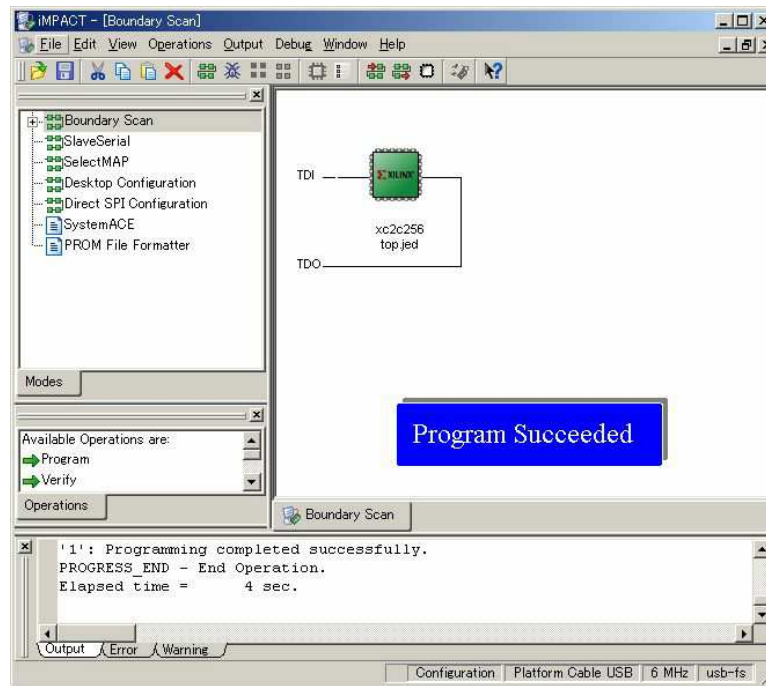 iMPACT - [Boundary Scan]
File Edit View Operations Output Debug Window Help
Boundary Scan
SlaveSerial
SelectMAP
Desktop Configuration
Direct SPI Configuration
SystemACE
PROM File Formatter
Modes
TDI
XILINX
xc2c256
top.jed
TDO
Available Operations are:
Program
Verify
Operations
Program Succeeded
Boundary Scan
'1': Programming completed successfully.
PROGRESS_END - End Operation.
Elapsed time = 4 sec.
Output Error Warning
Configuration Platform Cable USB 6 MHz usb-fs